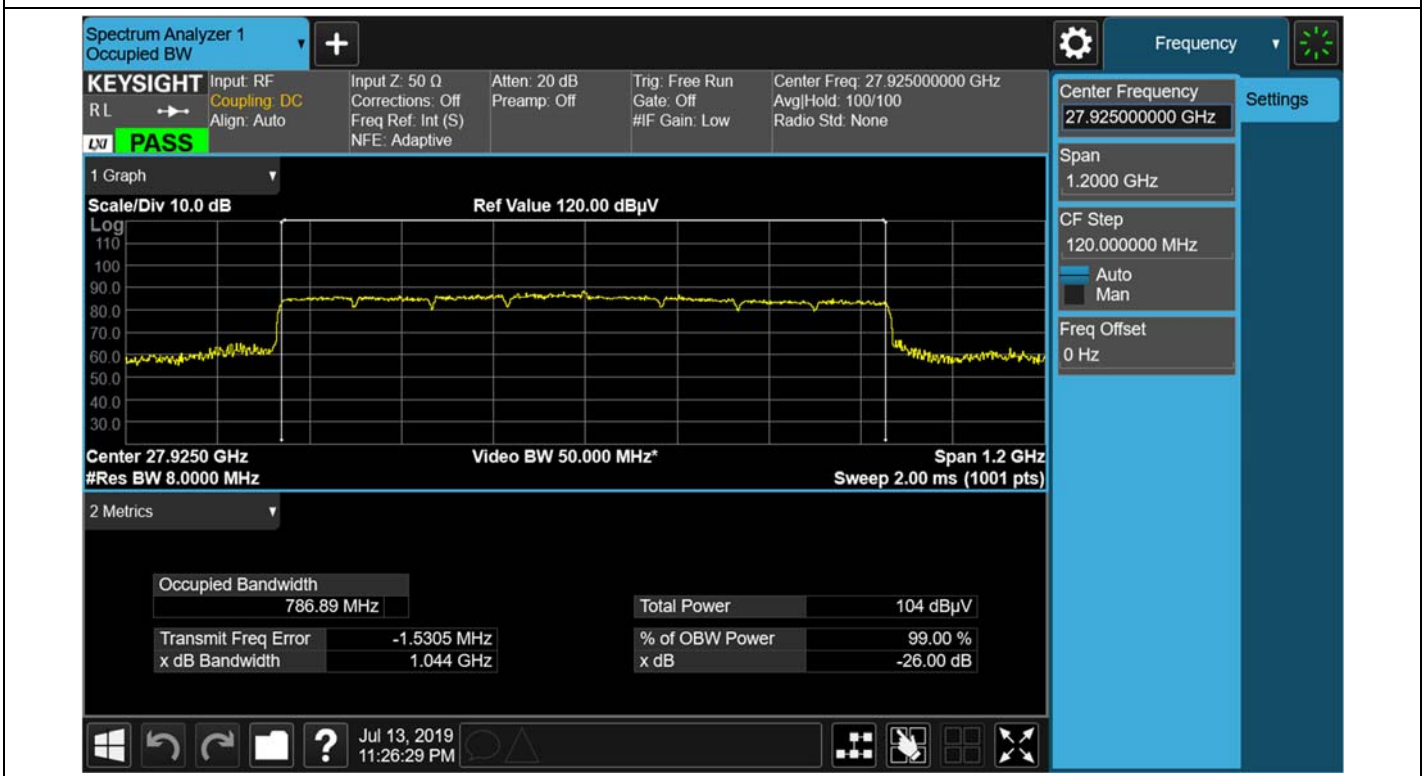 Spectrum Analyzer 1
Occupied BW
+
Frequency
KEYSIGHT
RL
LXI
PASS
Input: RF
Coupling: DC
Align: Auto
Input Z: 50 Ω
Corrections: Off
Freq Ref: Int (S)
NFE: Adaptive
Atten: 20 dB
Preamp: Off
Trig: Free Run
Gate: Off
#IF Gain: Low
Center Freq: 27.925000000 GHz
Avg|Hold: 100/100
Radio Std: None
Center Frequency
27.925000000 GHz
Settings
Span
1.2000 GHz
CF Step
120.000000 MHz
Auto
Man
Freq Offset
0 Hz
1 Graph
Scale/Div 10.0 dB
Ref Value 120.00 dBµV
Log
110
100
90.0
80.0
70.0
60.0
50.0
40.0
30.0
Center 27.9250 GHz
Video BW 50.000 MHz*
Span 1.2 GHz
#Res BW 8.0000 MHz
Sweep 2.00 ms (1001 pts)
2 Metrics
Occupied Bandwidth
786.89 MHz
Total Power 104 dBµV
Transmit Freq Error -1.5305 MHz
% of OBW Power 99.00 %
x dB Bandwidth 1.044 GHz
x dB -26.00 dB
?
Jul 13, 2019
11:26:29 PM